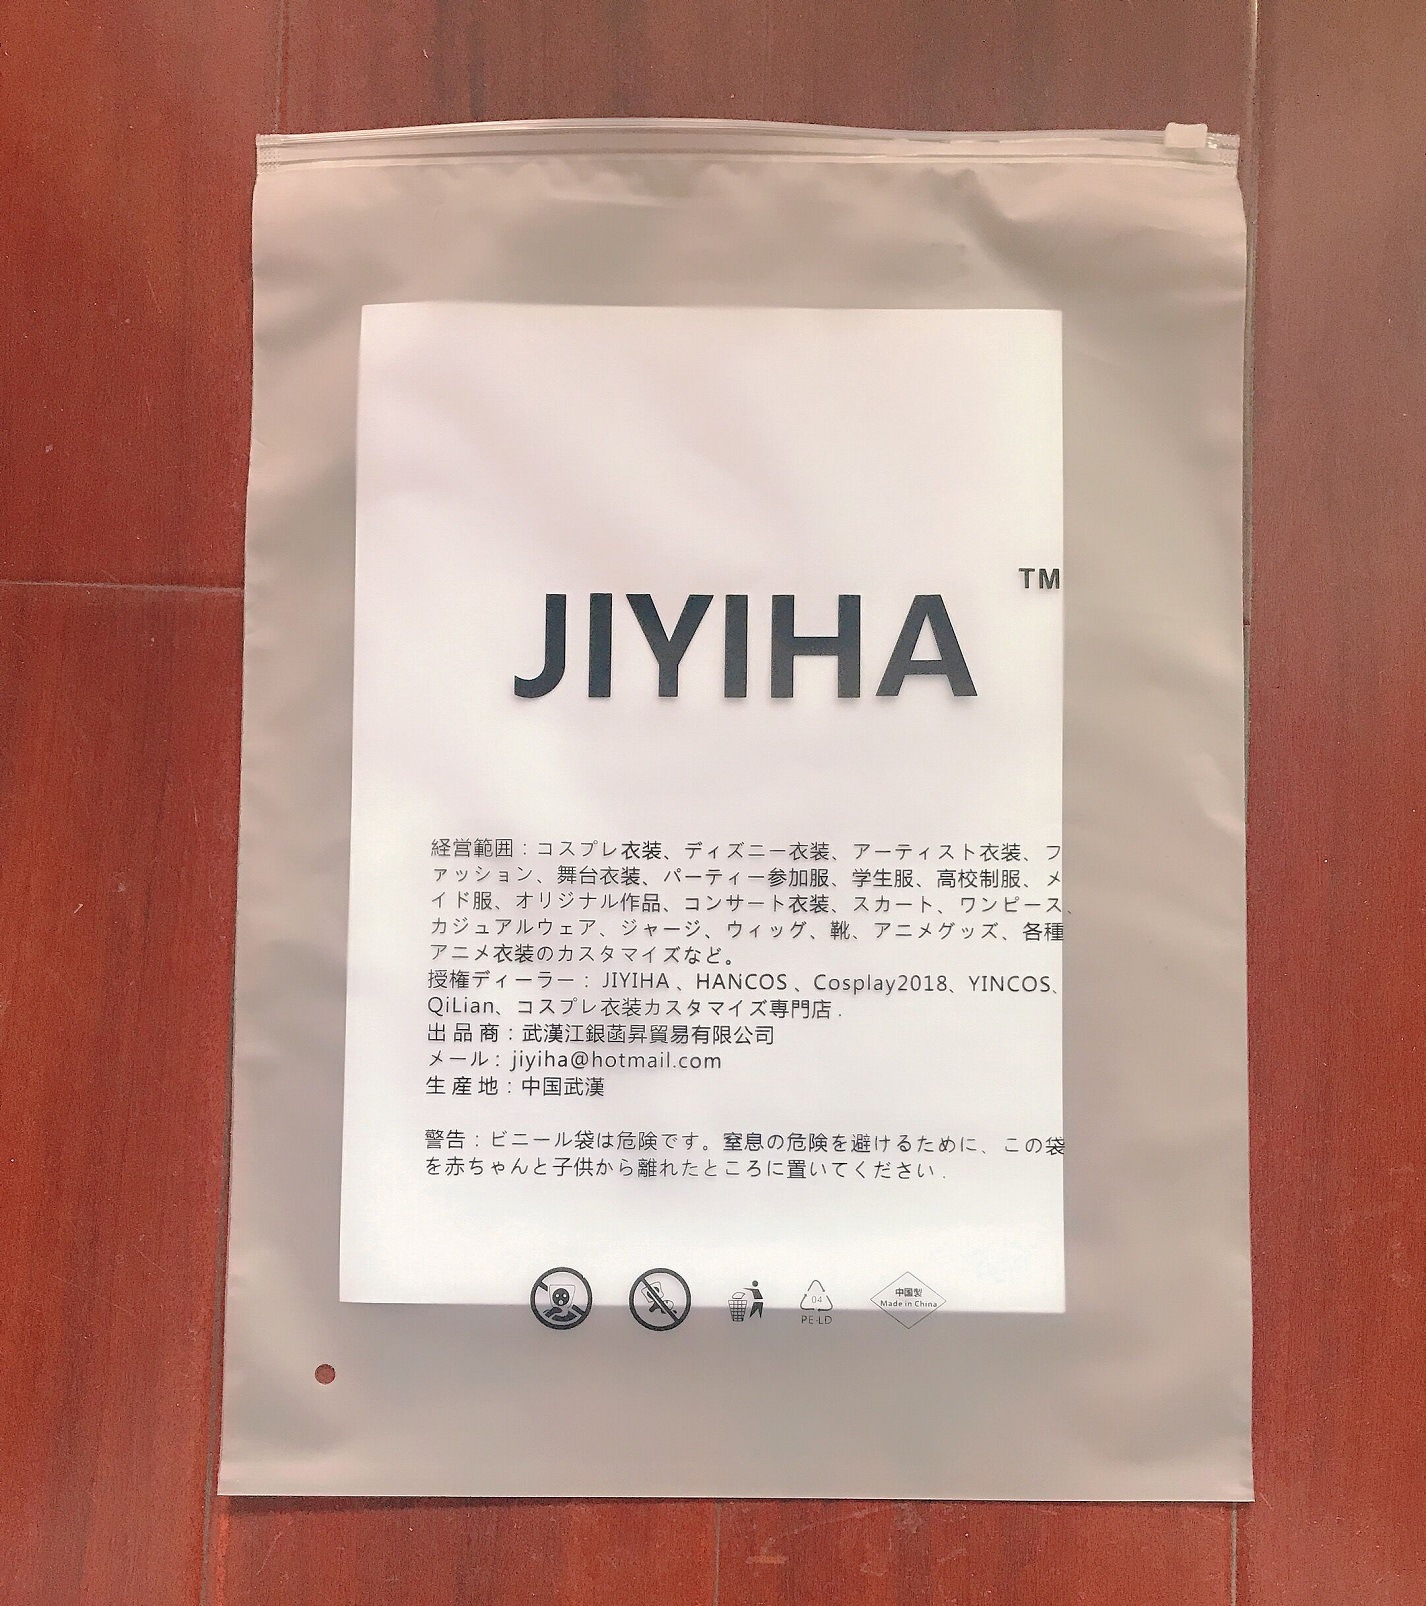 JIYIHA TM
経営範囲：コスプレ衣装、ディズニー衣装、アーティスト衣装、フ
ァッション、舞台衣装、パーティー参加服、学生服、高校制服、メ
イド服、オリジナル作品、コンサート衣装、スカート、ワンピース、
カジュアルウェア、ジャージ、ウィッグ、靴、アニメグッズ、各種
アニメ衣装のカスタマイズなど。
授権ディーラー：JIYIHA、HANCOS、Cosplay2018、YINCOS、
QiLian、コスプレ衣装カスタマイズ専門店.
出品商：武漢江銀菡昇貿易有限公司
メール：jiyiha@hotmail.com
生産地：中国武漢
警告：ビニール袋は危険です。窒息の危険を避けるために、この袋
を赤ちゃんと子供から離れたところに置いてください.
04
PE-LD
中国製
Made in China